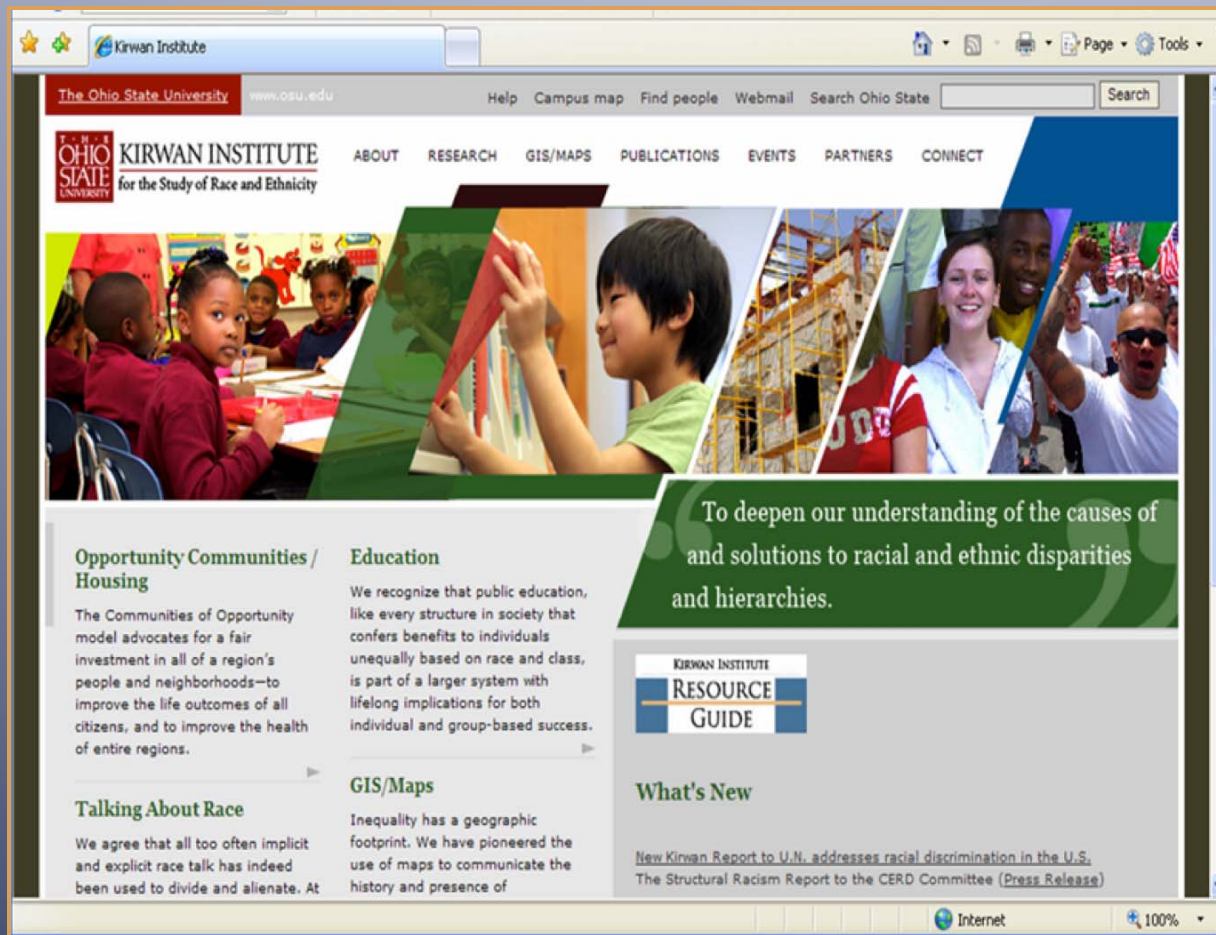 Kirwan Institute
Page
Tools
The Ohio State University
www.osu.edu
Help
Campus map
Find people
Webmail
Search Ohio State
Search
T · H · E
OHIO
STATE
UNIVERSITY
KIRWAN INSTITUTE
for the Study of Race and Ethnicity
ABOUT
RESEARCH
GIS/MAPS
PUBLICATIONS
EVENTS
PARTNERS
CONNECT
“To deepen our understanding of the causes of
and solutions to racial and ethnic disparities
and hierarchies.”
Opportunity Communities /
Housing
The Communities of Opportunity
model advocates for a fair
investment in all of a region's
people and neighborhoods—to
improve the life outcomes of all
citizens, and to improve the health
of entire regions.
Talking About Race
We agree that all too often implicit
and explicit race talk has indeed
been used to divide and alienate. At
Education
We recognize that public education,
like every structure in society that
confers benefits to individuals
unequally based on race and class,
is part of a larger system with
lifelong implications for both
individual and group-based success.
GIS/Maps
Inequality has a geographic
footprint. We have pioneered the
use of maps to communicate the
history and presence of
KIRWAN INSTITUTE
RESOURCE
GUIDE
What's New
New Kirwan Report to U.N. addresses racial discrimination in the U.S.
The Structural Racism Report to the CERD Committee (Press Release)
Internet
100%